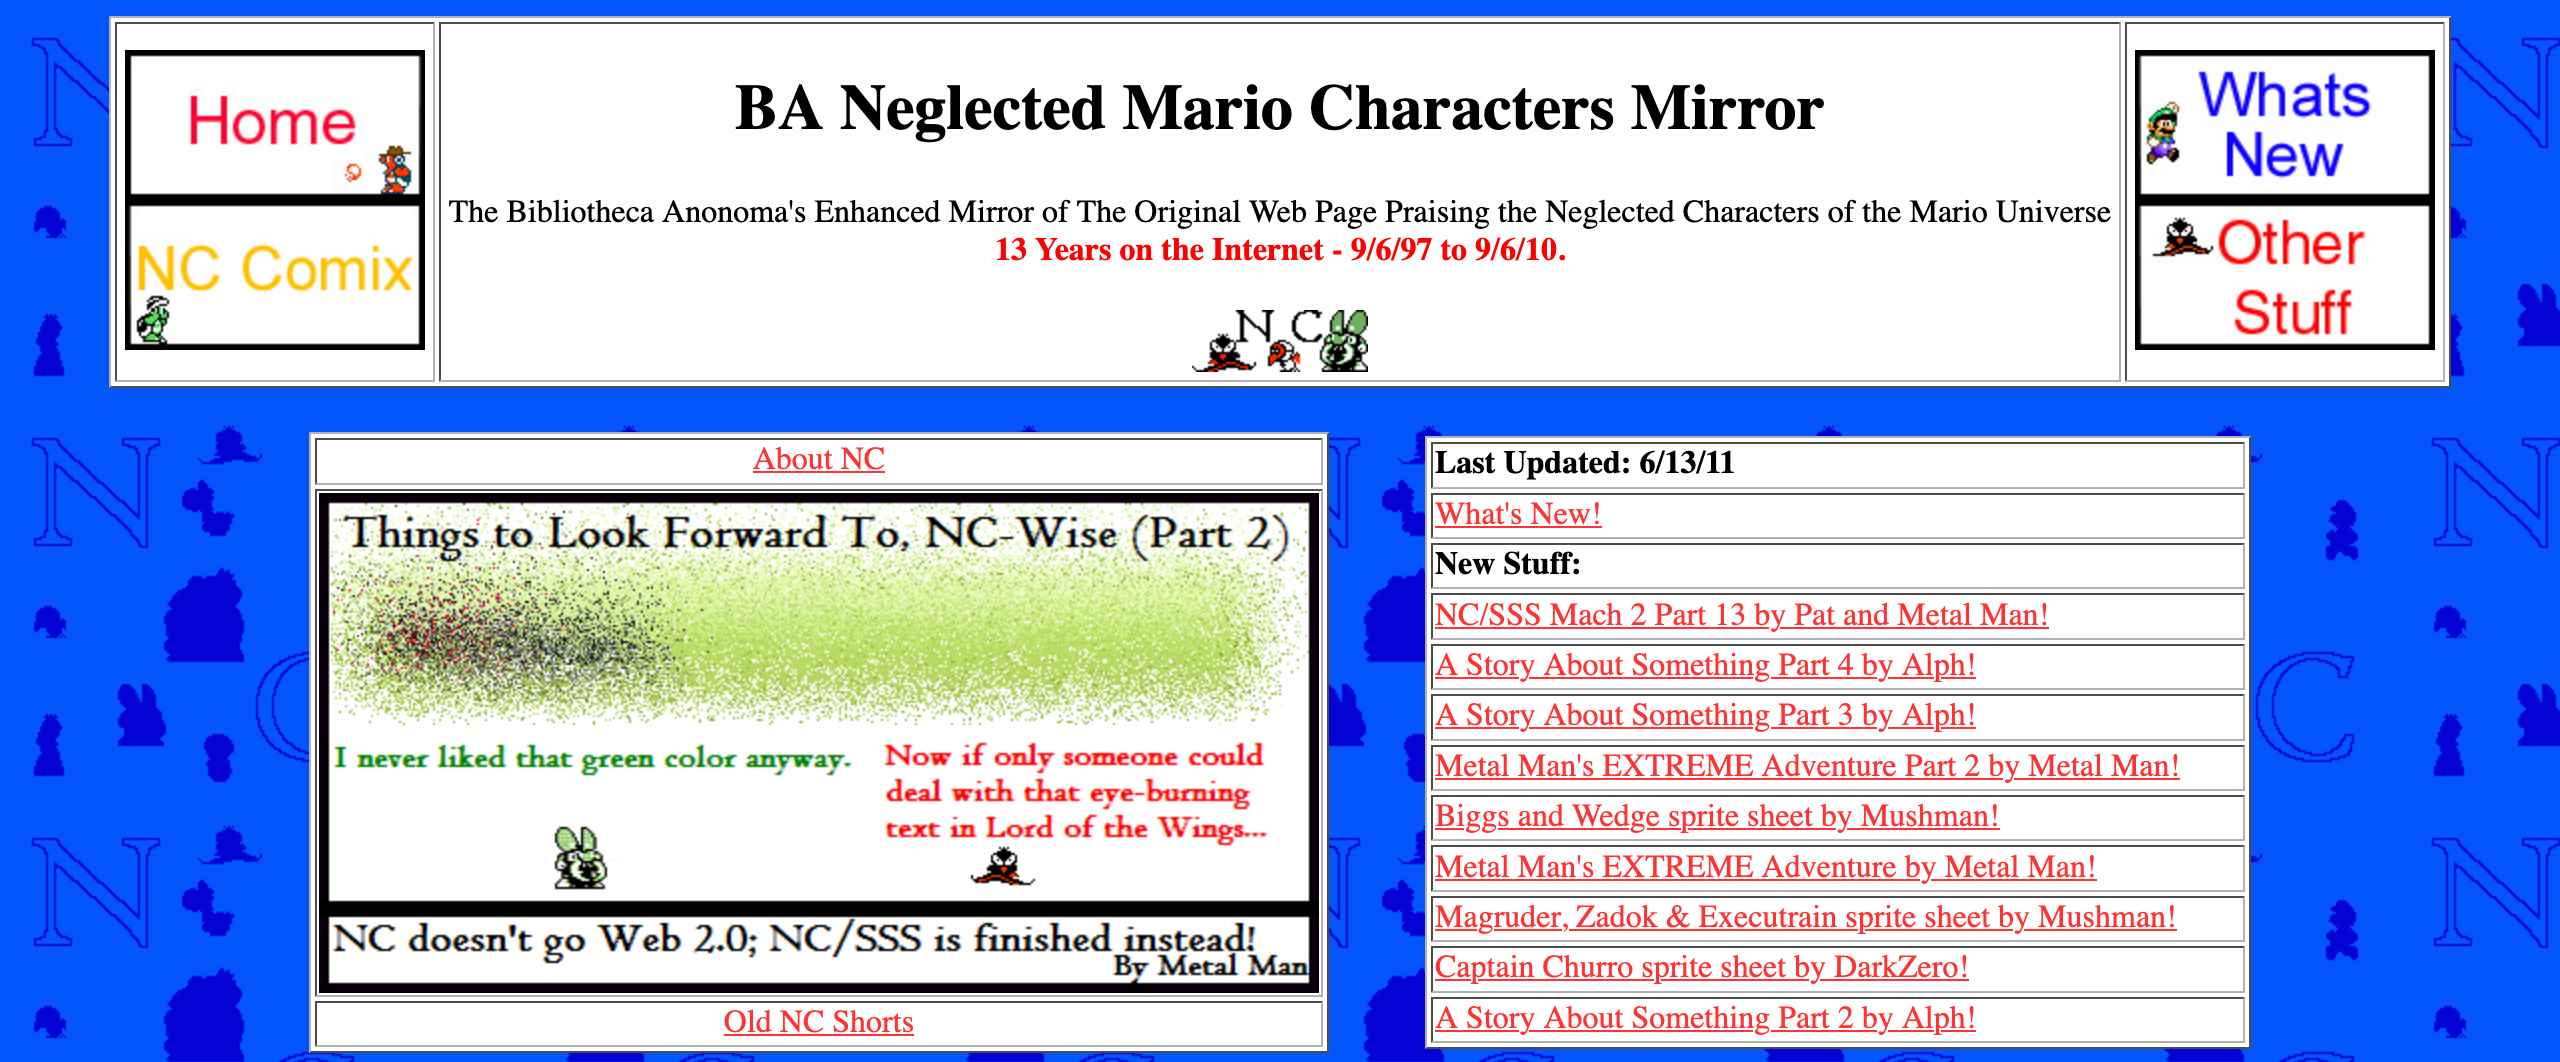 Home
NC Comix
BA Neglected Mario Characters Mirror
The Bibliotheca Anonoma's Enhanced Mirror of The Original Web Page Praising the Neglected Characters of the Mario Universe
13 Years on the Internet - 9/6/97 to 9/6/10.
N C
Whats
New
Other
Stuff
About NC
Things to Look Forward To, NC-Wise (Part 2)
I never liked that green color anyway.
Now if only someone could
deal with that eye-burning
text in Lord of the Wings...
NC doesn't go Web 2.0; NC/SSS is finished instead!
By Metal Man
Old NC Shorts
Last Updated: 6/13/11
What's New!
New Stuff:
NC/SSS Mach 2 Part 13 by Pat and Metal Man!
A Story About Something Part 4 by Alph!
A Story About Something Part 3 by Alph!
Metal Man's EXTREME Adventure Part 2 by Metal Man!
Biggs and Wedge sprite sheet by Mushman!
Metal Man's EXTREME Adventure by Metal Man!
Magruder, Zadok & Executrain sprite sheet by Mushman!
Captain Churro sprite sheet by DarkZero!
A Story About Something Part 2 by Alph!